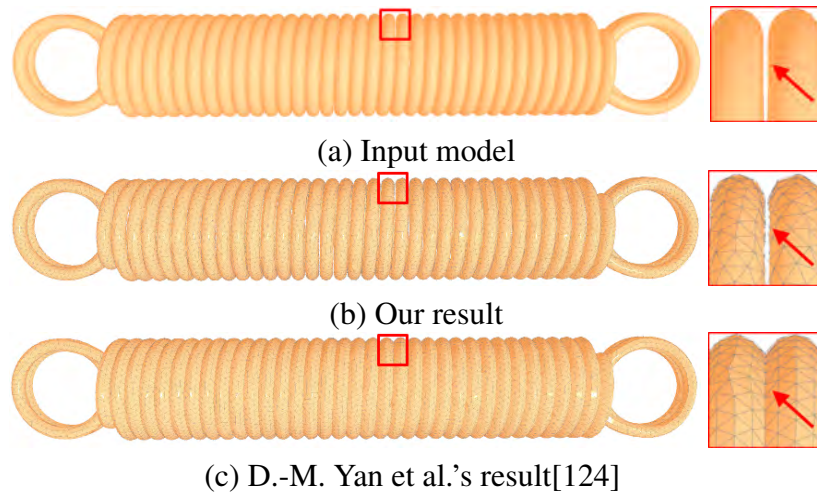 (a) Input model
(b) Our result
(c) D.-M. Yan et al.'s result[124]